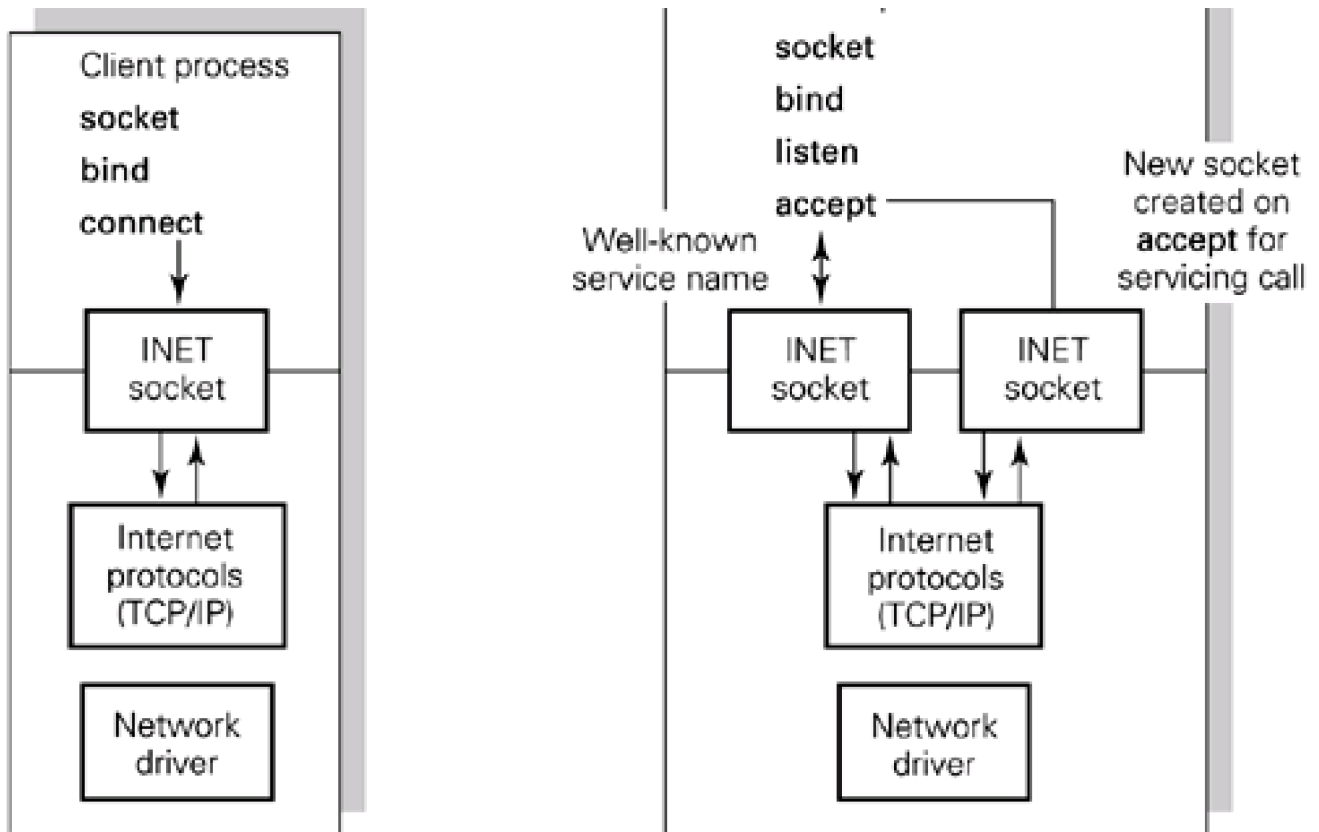 Client process
socket
bind
connect
INET
socket
Internet
protocols
(TCP/IP)
Network
driver
socket
bind
listen
accept
Well-known
service name
New socket
created on
accept for
servicing call
INET
socket
INET
socket
Internet
protocols
(TCP/IP)
Network
driver